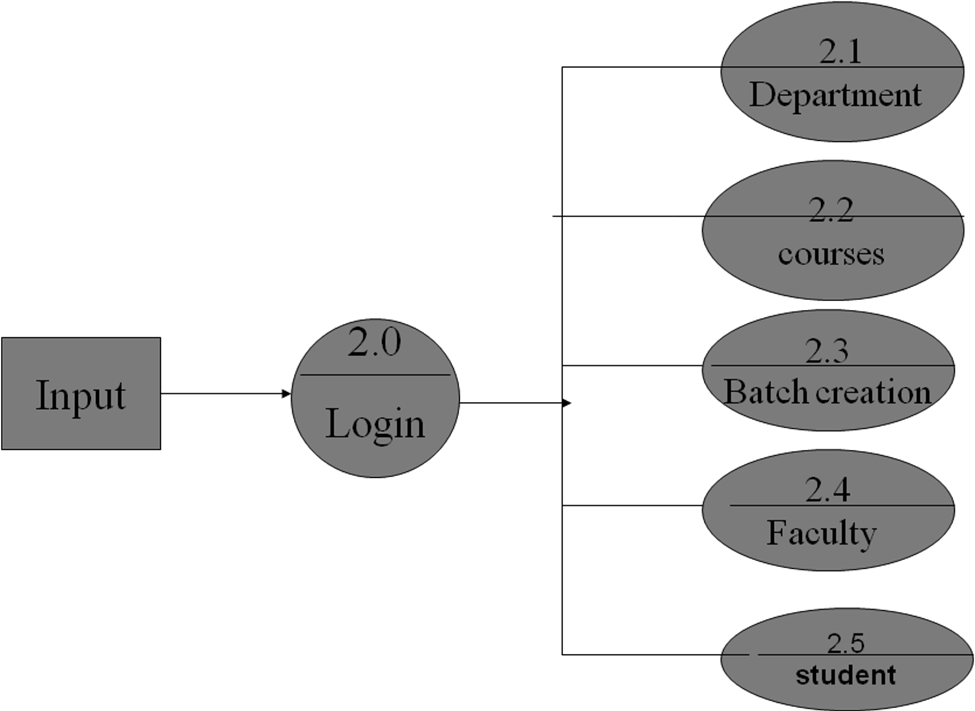 Input
2.0
Login
2.1
Department
2.2
courses
2.3
Batch creation
2.4
Faculty
2.5
student